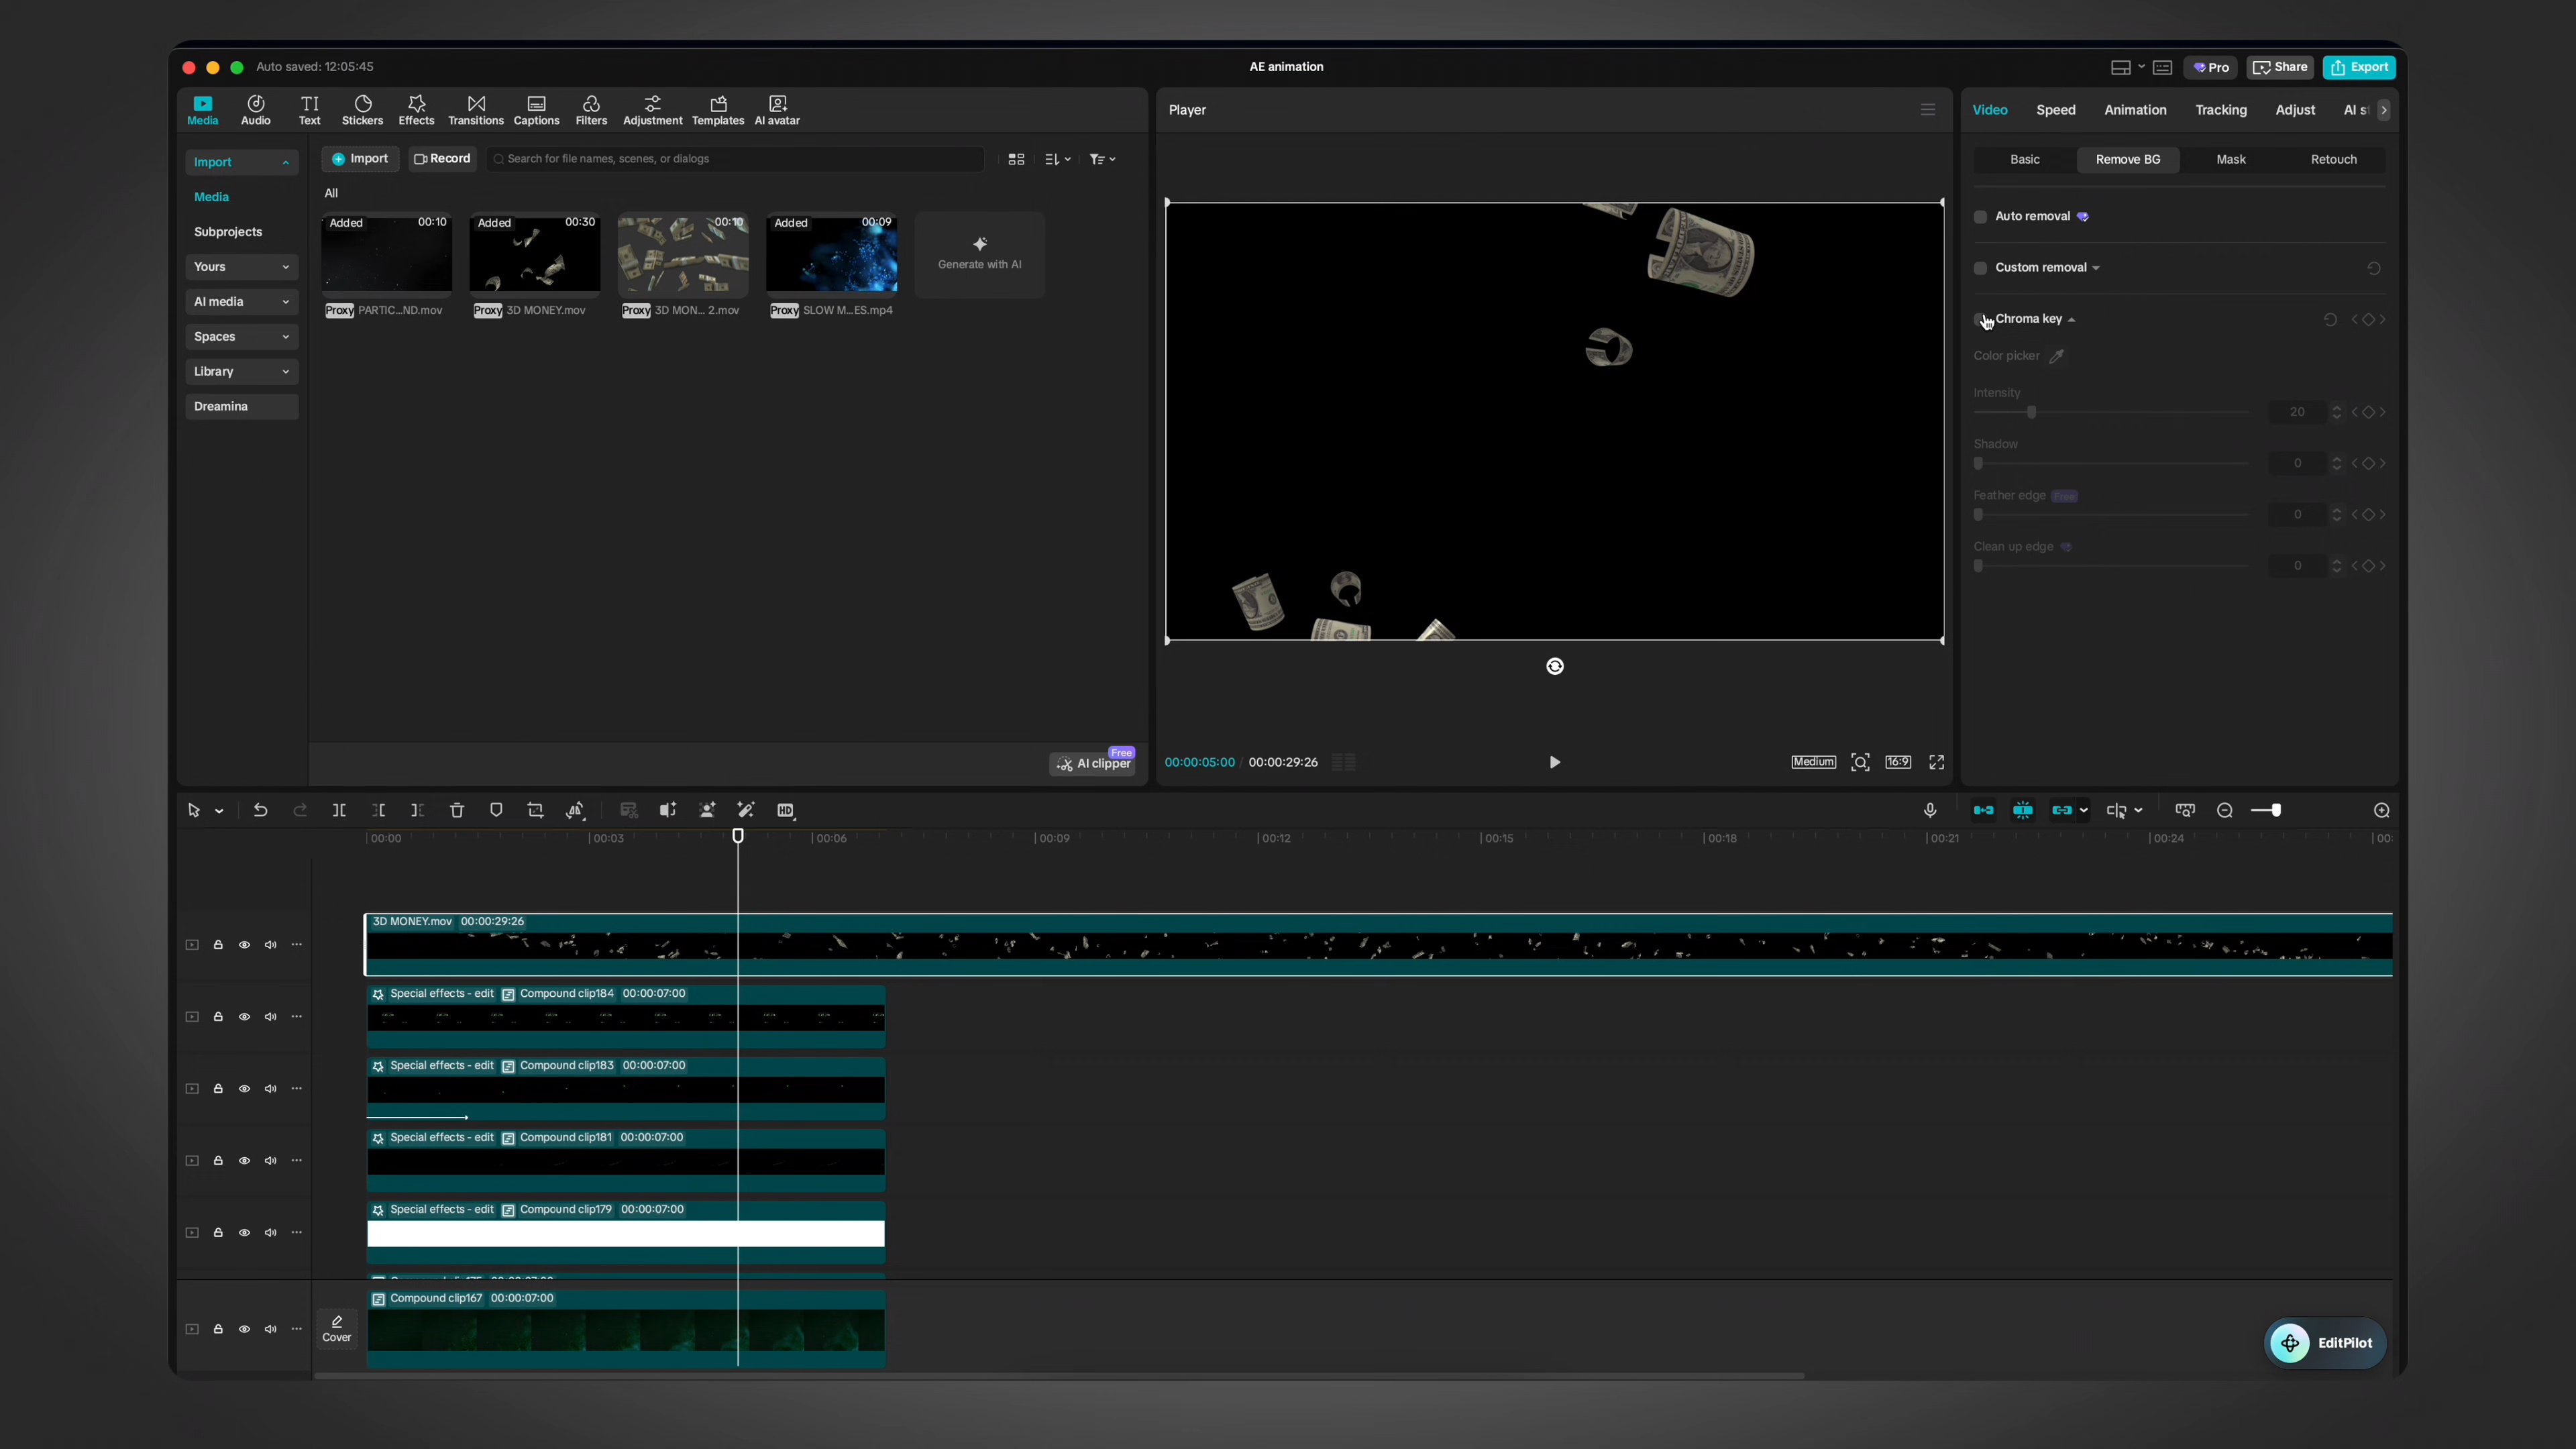 Auto saved: 12:05:45
AE animation
Pro
Share
Export
Media
Audio
TI
Text
Stickers
Effects
Transitions
Captions
Filters
Adjustment
Templates
AI avatar
Import
Media
Subprojects
Yours
AI media
Spaces
Library
Dreamina
Import
Record
Search for file names, scenes, or dialogs
All
Added 00:10
Added 00:30
00:10
Added 00:09
Generate with AI
Proxy PARTIC...ND.mov
Proxy 3D MONEY.mov
Proxy 3D MON... 2.mov
Proxy SLOW M...ES.mp4
Free
AI clipper
Player
00:00:05:00 / 00:00:29:26
Medium
16:9
Video
Speed
Animation
Tracking
Adjust
AI s
Basic
Remove BG
Mask
Retouch
Auto removal
Custom removal
Chroma key
Color picker
Intensity
20
Shadow
0
Feather edge Free
0
Clean up edge
0
HD
00:00
00:03
00:06
00:09
00:12
00:15
00:18
00:21
00:24
00:
3D MONEY.mov 00:00:29:26
Special effects - edit Compound clip184 00:00:07:00
Special effects - edit Compound clip183 00:00:07:00
Special effects - edit Compound clip181 00:00:07:00
Special effects - edit Compound clip179 00:00:07:00
Cover
Compound clip167 00:00:07:00
EditPilot